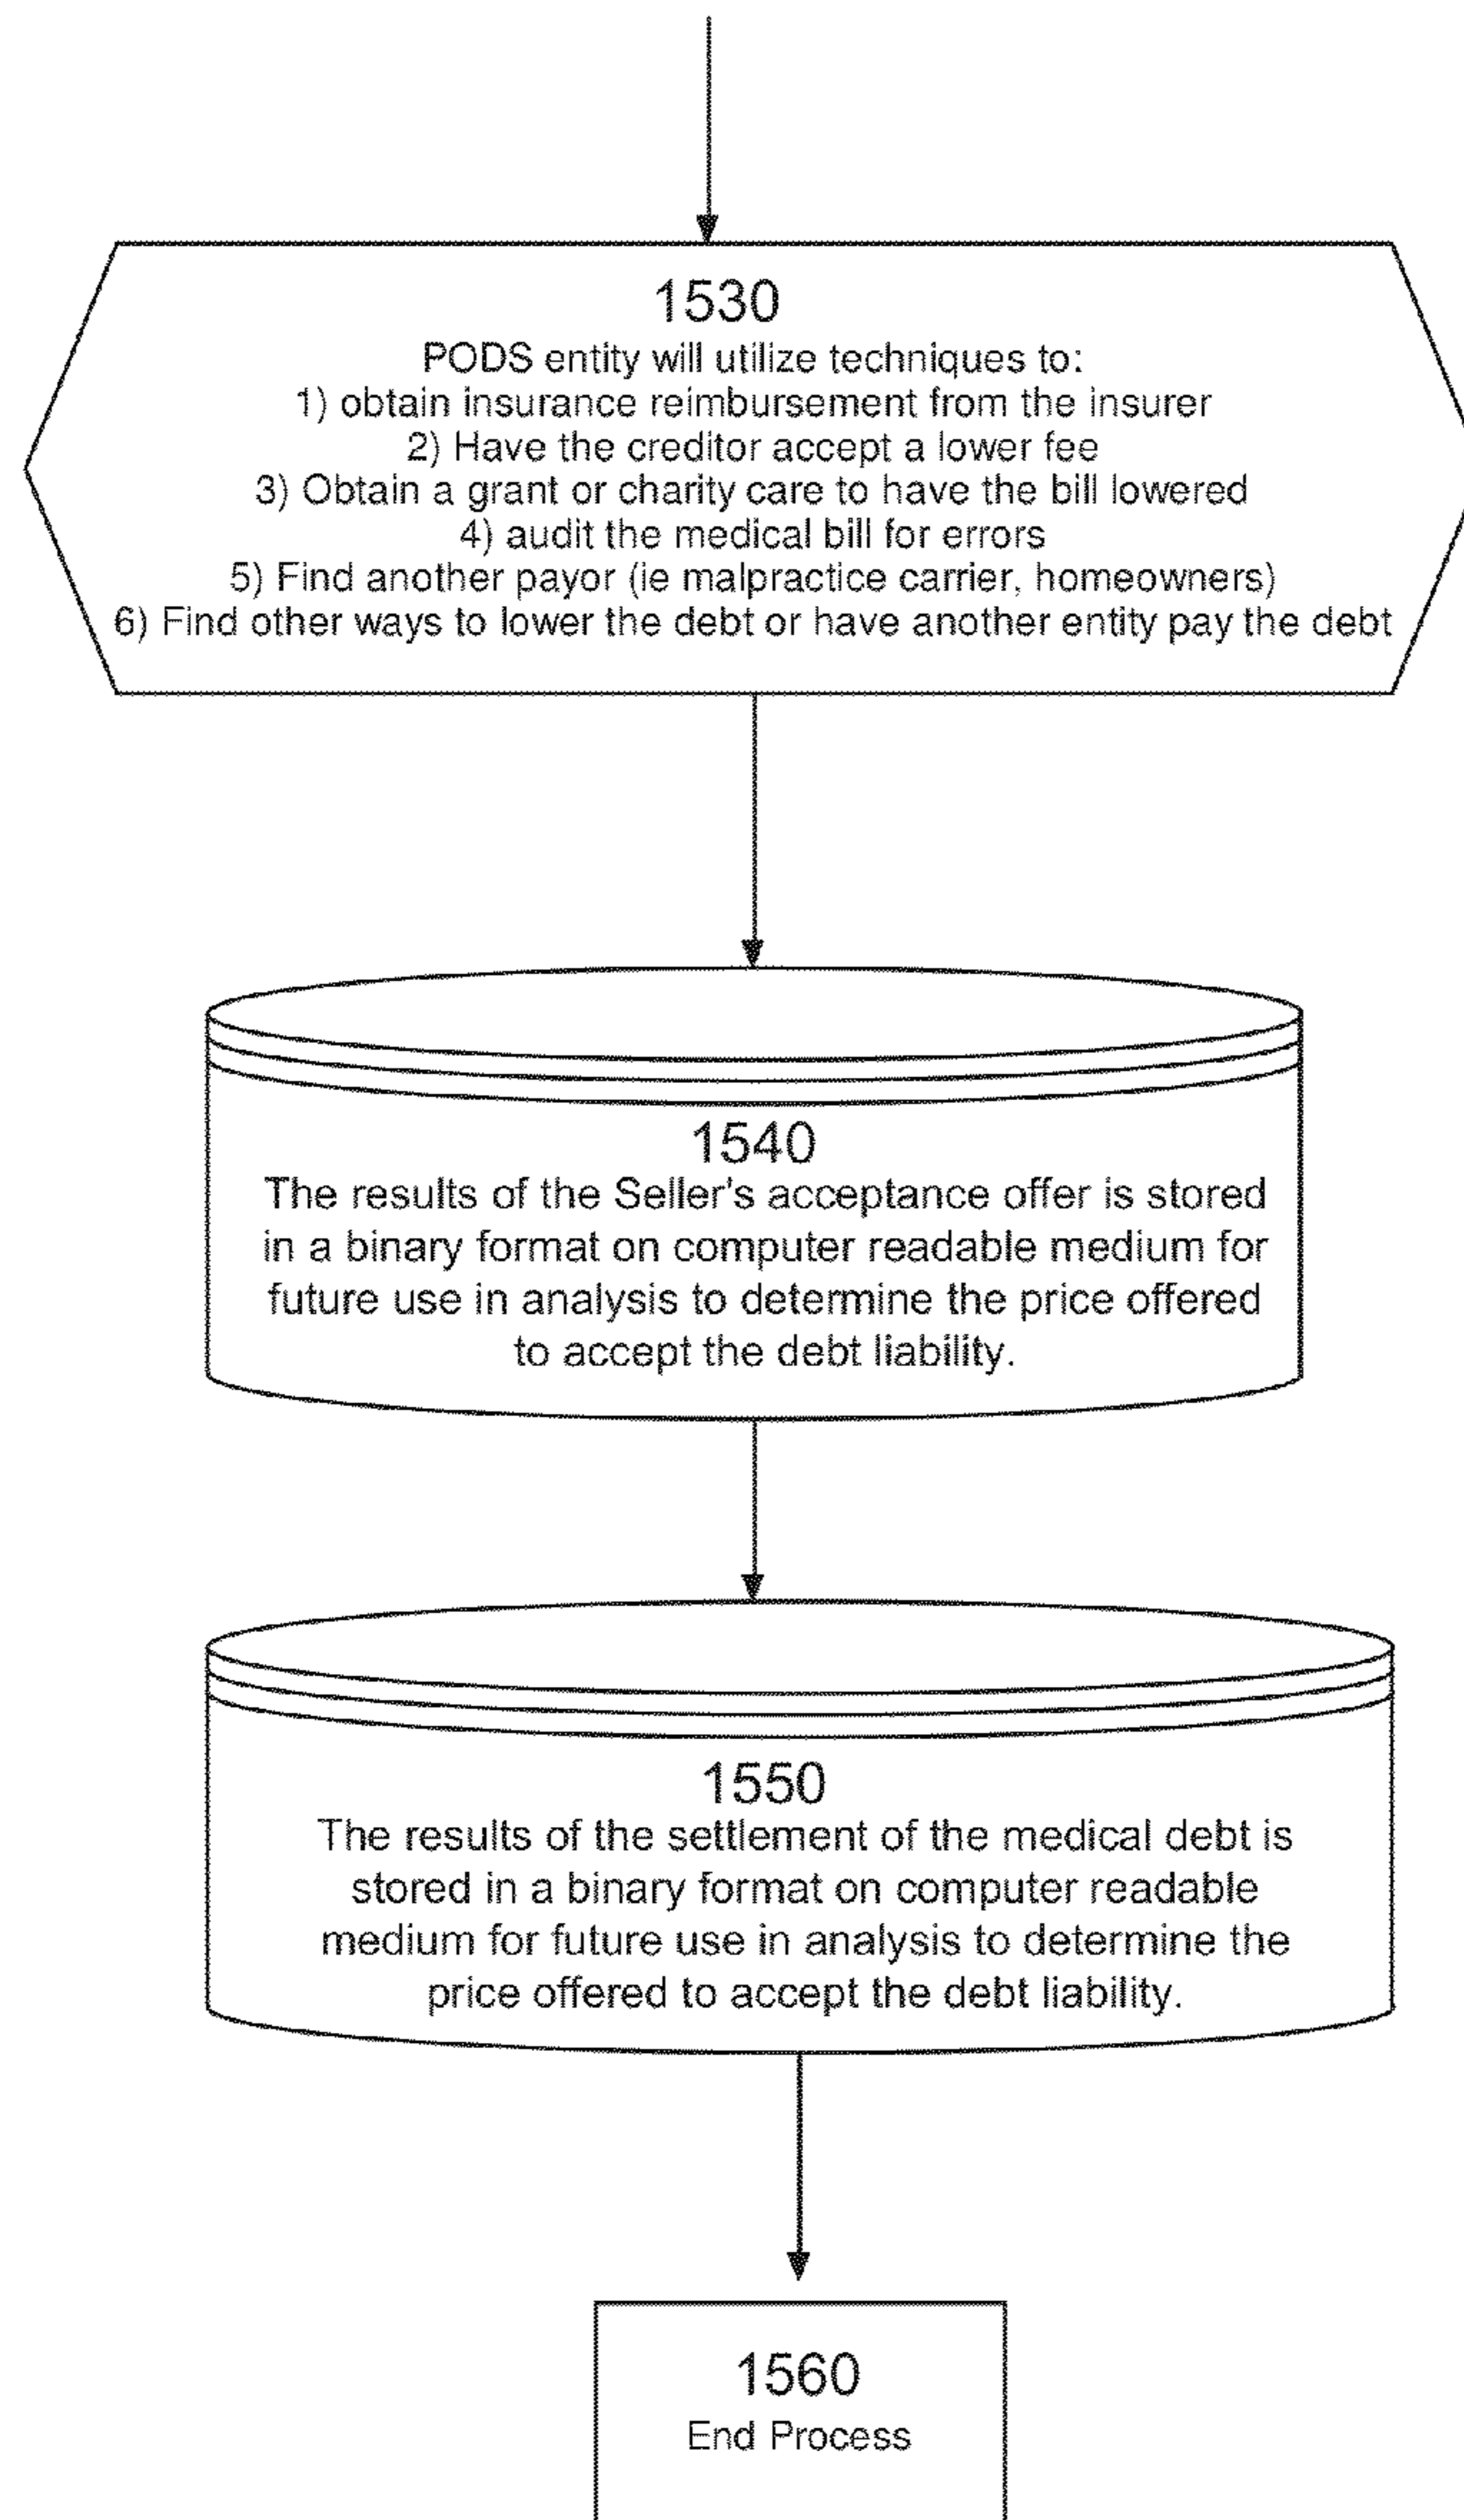 1530
PODS entity will utilize techniques to:
1) obtain insurance reimbursement from the insurer
2) Have the creditor accept a lower fee
3) Obtain a grant or charity care to have the bill lowered
4) audit the medical bill for errors
5) Find another payor (ie malpractice carrier, homeowners)
6) Find other ways to lower the debt or have another entity pay the debt
1540
The results of the Seller's acceptance offer is stored
in a binary format on computer readable medium for
future use in analysis to determine the price offered
to accept the debt liability.
1550
The results of the settlement of the medical debt is
stored in a binary format on computer readable
medium for future use in analysis to determine the
price offered to accept the debt liability.
1560
End Process